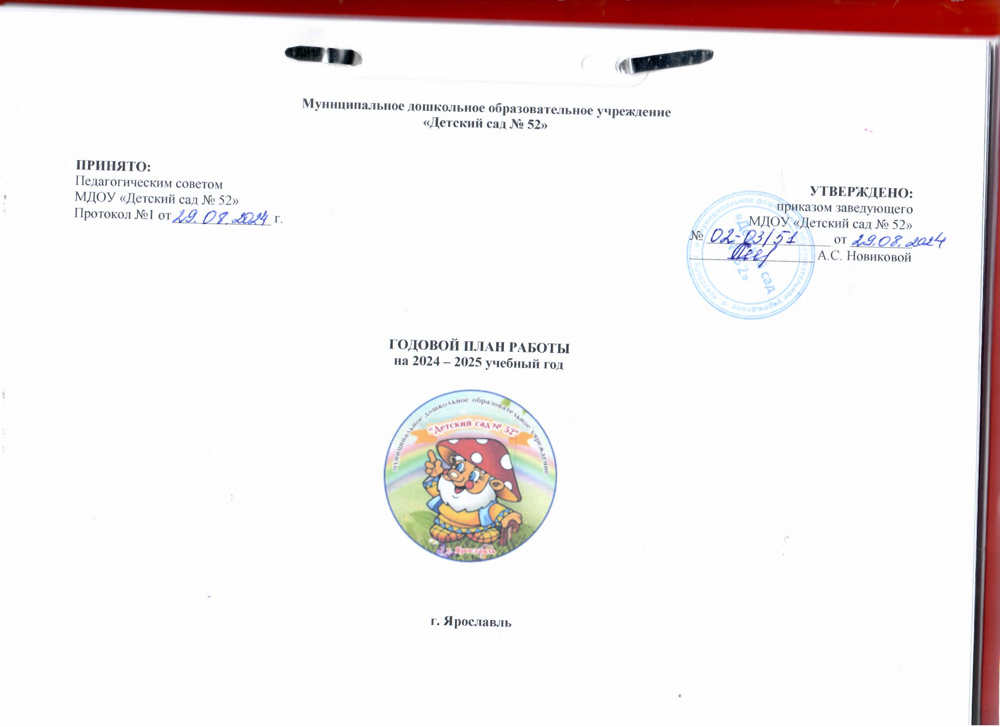 Муниципальное дошкольное образовательное учреждение
«Детский сад № 52»
ПРИНЯТО:
Педагогическим советом
МДОУ «Детский сад № 52»
Протокол №1 от 29.08.2024 г.
УТВЕРЖДЕНО:
приказом заведующего
МДОУ «Детский сад № 52»
№ 02-03/51 от 29.08.2024
А.С. Новиковой
муниципальное дошкольное образовательное учреждение
г. Ярославль
«Детский сад
№ 52»
ГОДОВОЙ ПЛАН РАБОТЫ
на 2024 – 2025 учебный год
муниципальное дошкольное образовательное учреждение
"Детский сад № 52"
г. Ярославль
г. Ярославль